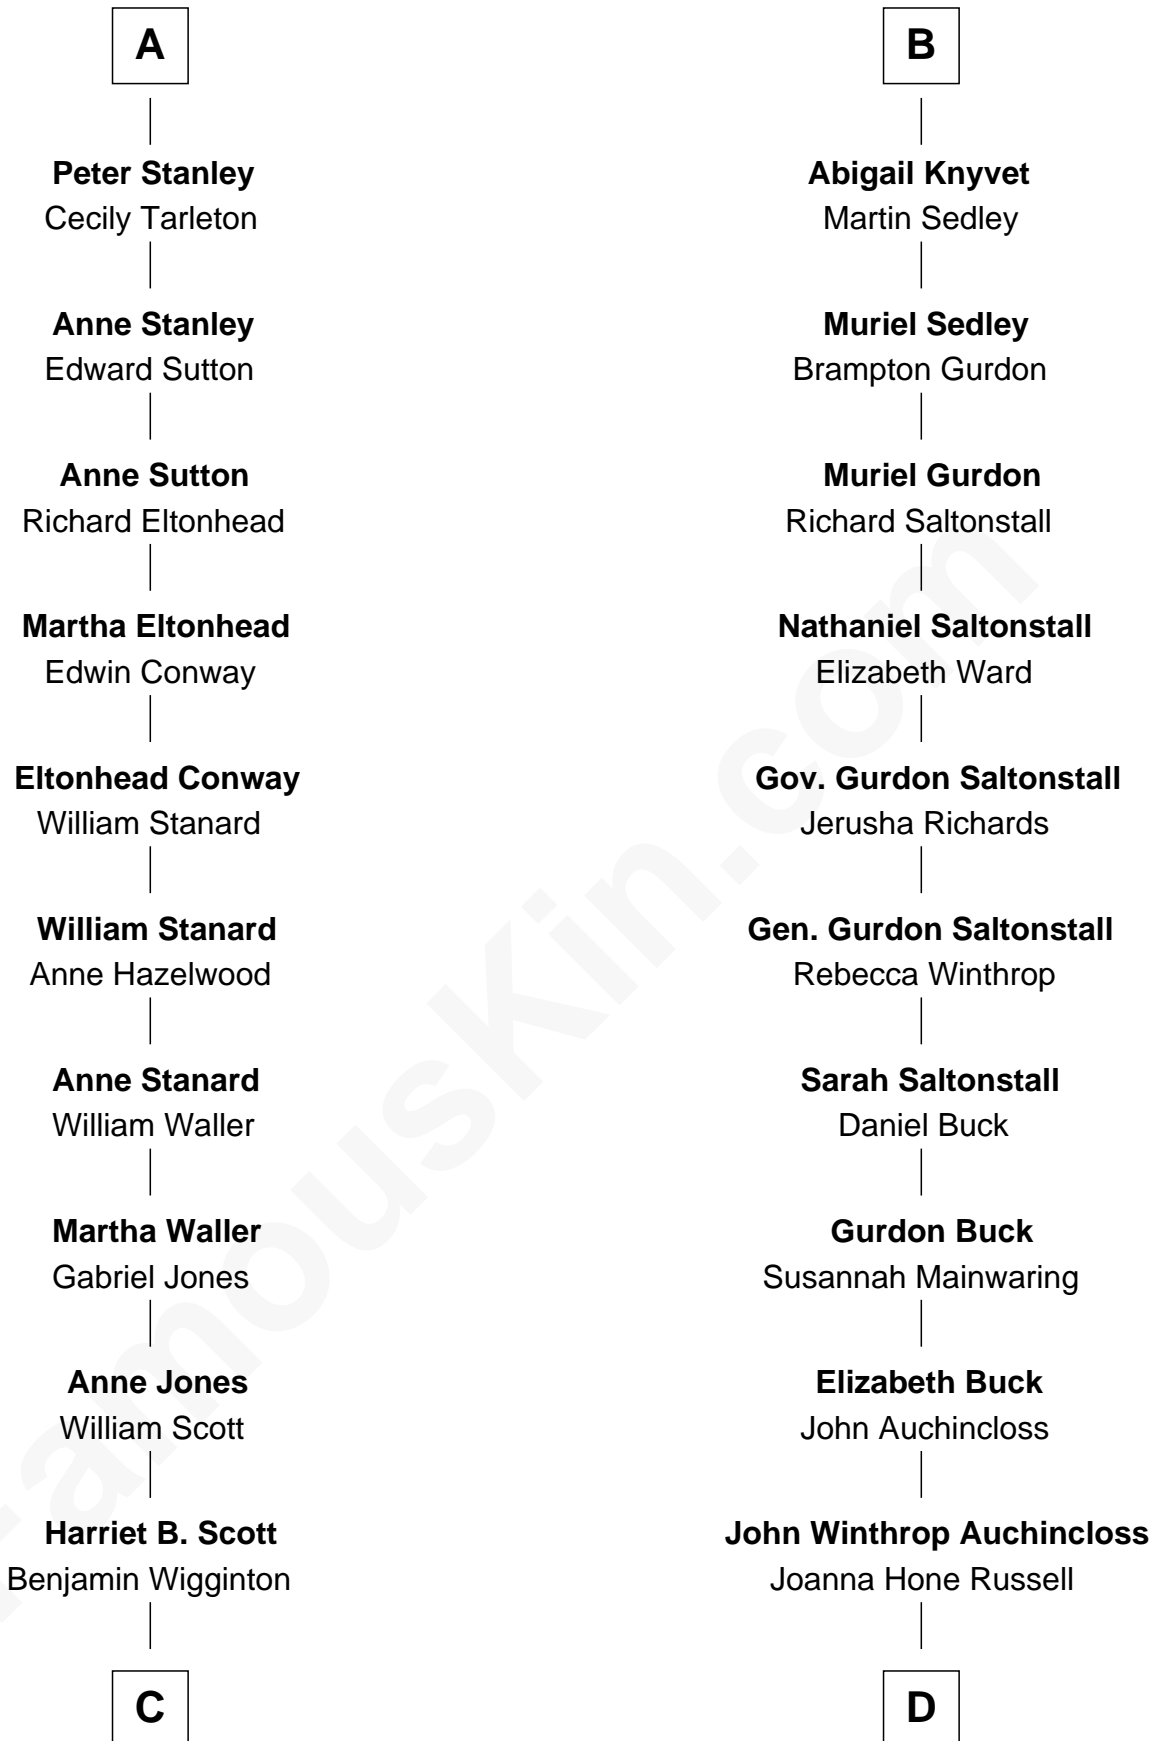 A
Peter Stanley
Cecily Tarleton
Anne Stanley
Edward Sutton
Anne Sutton
Richard Eltonhead
Martha Eltonhead
Edwin Conway
Eltonhead Conway
William Stanard
William Stanard
Anne Hazelwood
Anne Stanard
William Waller
Martha Waller
Gabriel Jones
Anne Jones
William Scott
Harriet B. Scott
Benjamin Wigginton
C
B
Abigail Knyvet
Martin Sedley
Muriel Sedley
Brampton Gurdon
Muriel Gurdon
Richard Saltonstall
Nathaniel Saltonstall
Elizabeth Ward
Gov. Gurdon Saltonstall
Jerusha Richards
Gen. Gurdon Saltonstall
Rebecca Winthrop
Sarah Saltonstall
Daniel Buck
Gurdon Buck
Susannah Mainwaring
Elizabeth Buck
John Auchincloss
John Winthrop Auchincloss
Joanna Hone Russell
D
FamousKin.com